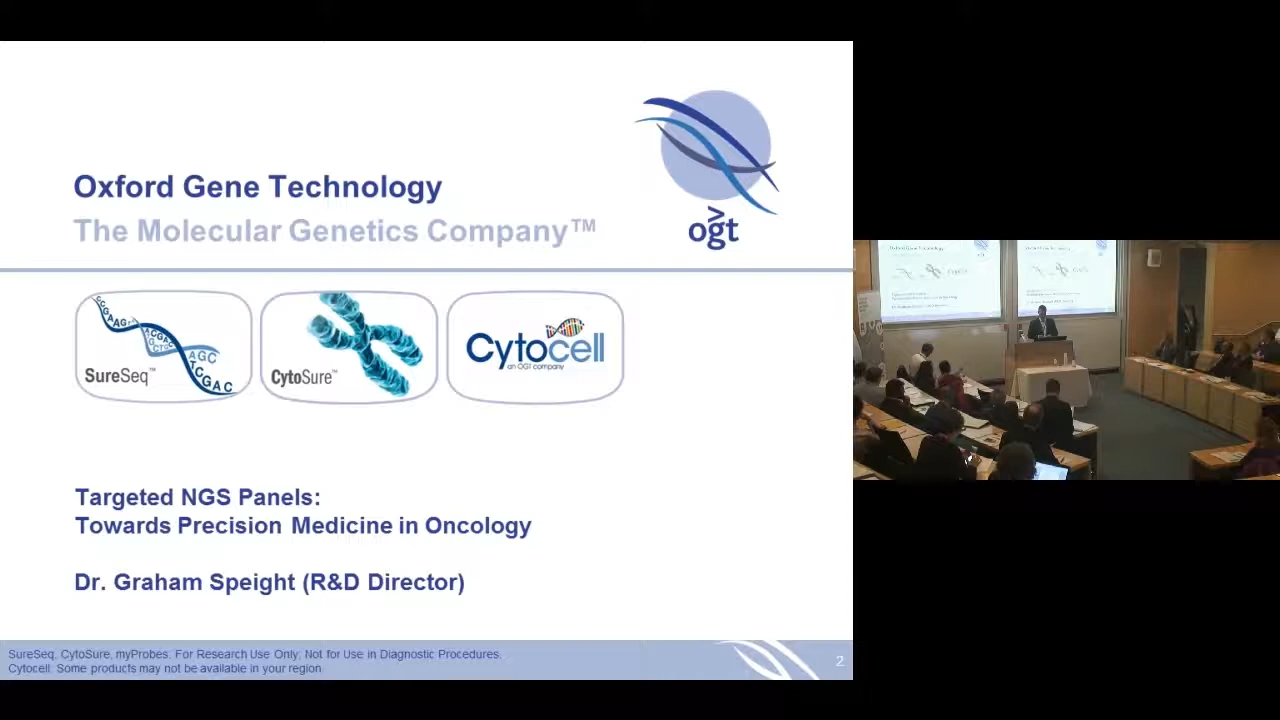 Oxford Gene Technology
The Molecular Genetics Company™
ogt
SureSeq™
CytoSure™
Cytocell
an OGT company
Targeted NGS Panels:
Towards Precision Medicine in Oncology
Dr. Graham Speight (R&D Director)
SureSeq, CytoSure, myProbes: For Research Use Only; Not for Use in Diagnostic Procedures.
Cytocell: Some products may not be available in your region
2